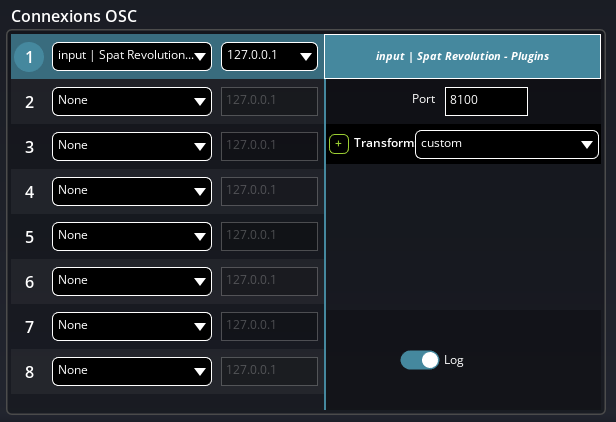 Connexions OSC
1 input | Spat Revolution... 127.0.0.1 input | Spat Revolution - Plugins
2 None 127.0.0.1 Port 8100
3 None 127.0.0.1 + Transform custom
4 None 127.0.0.1
5 None 127.0.0.1
6 None 127.0.0.1
7 None 127.0.0.1
Log
8 None 127.0.0.1